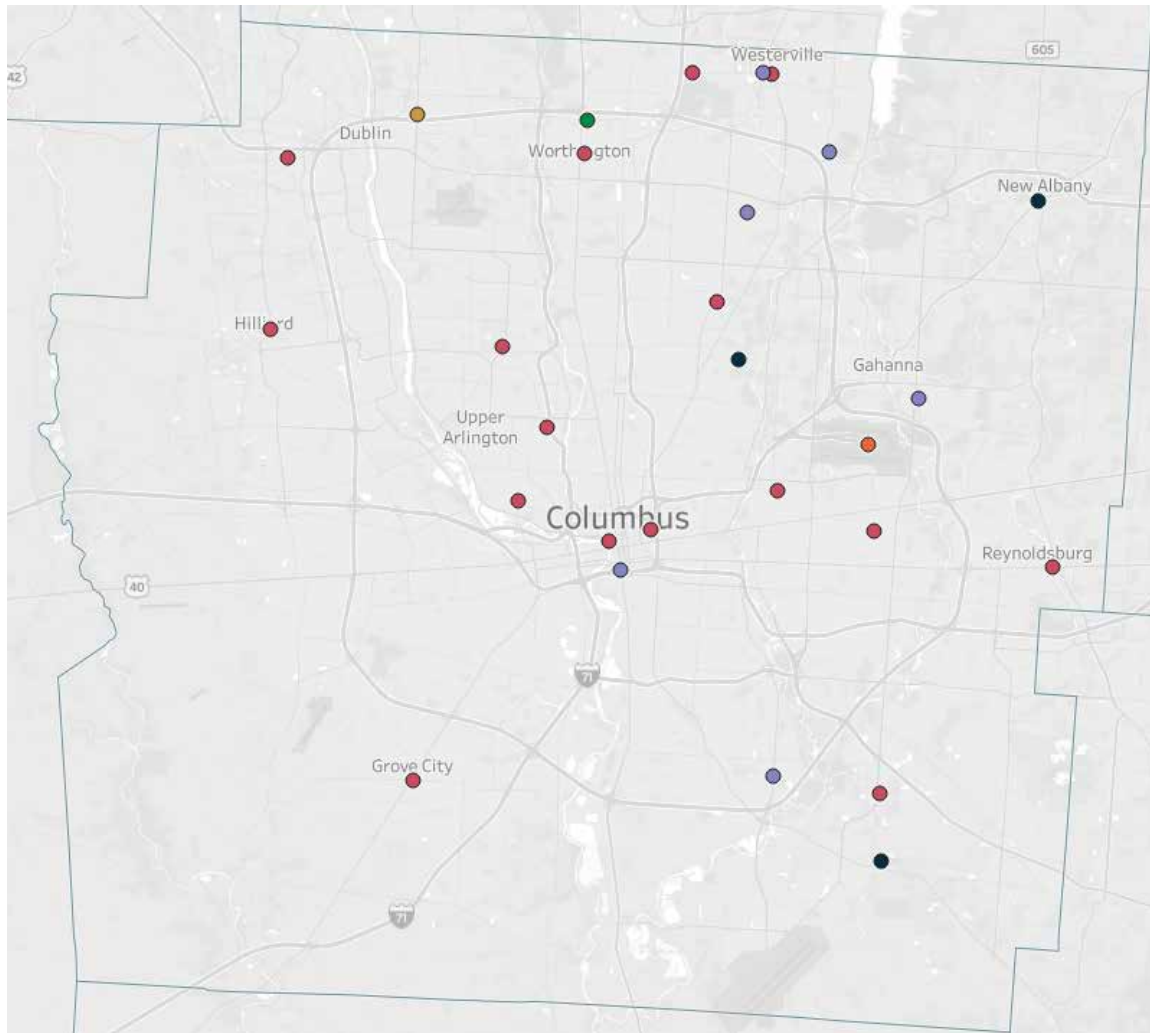 Westerville
605
42
Dublin
Worthington
New Albany
Hilliard
Gahanna
Upper
Arlington
Columbus
Reynoldsburg
40
71
Grove City
71